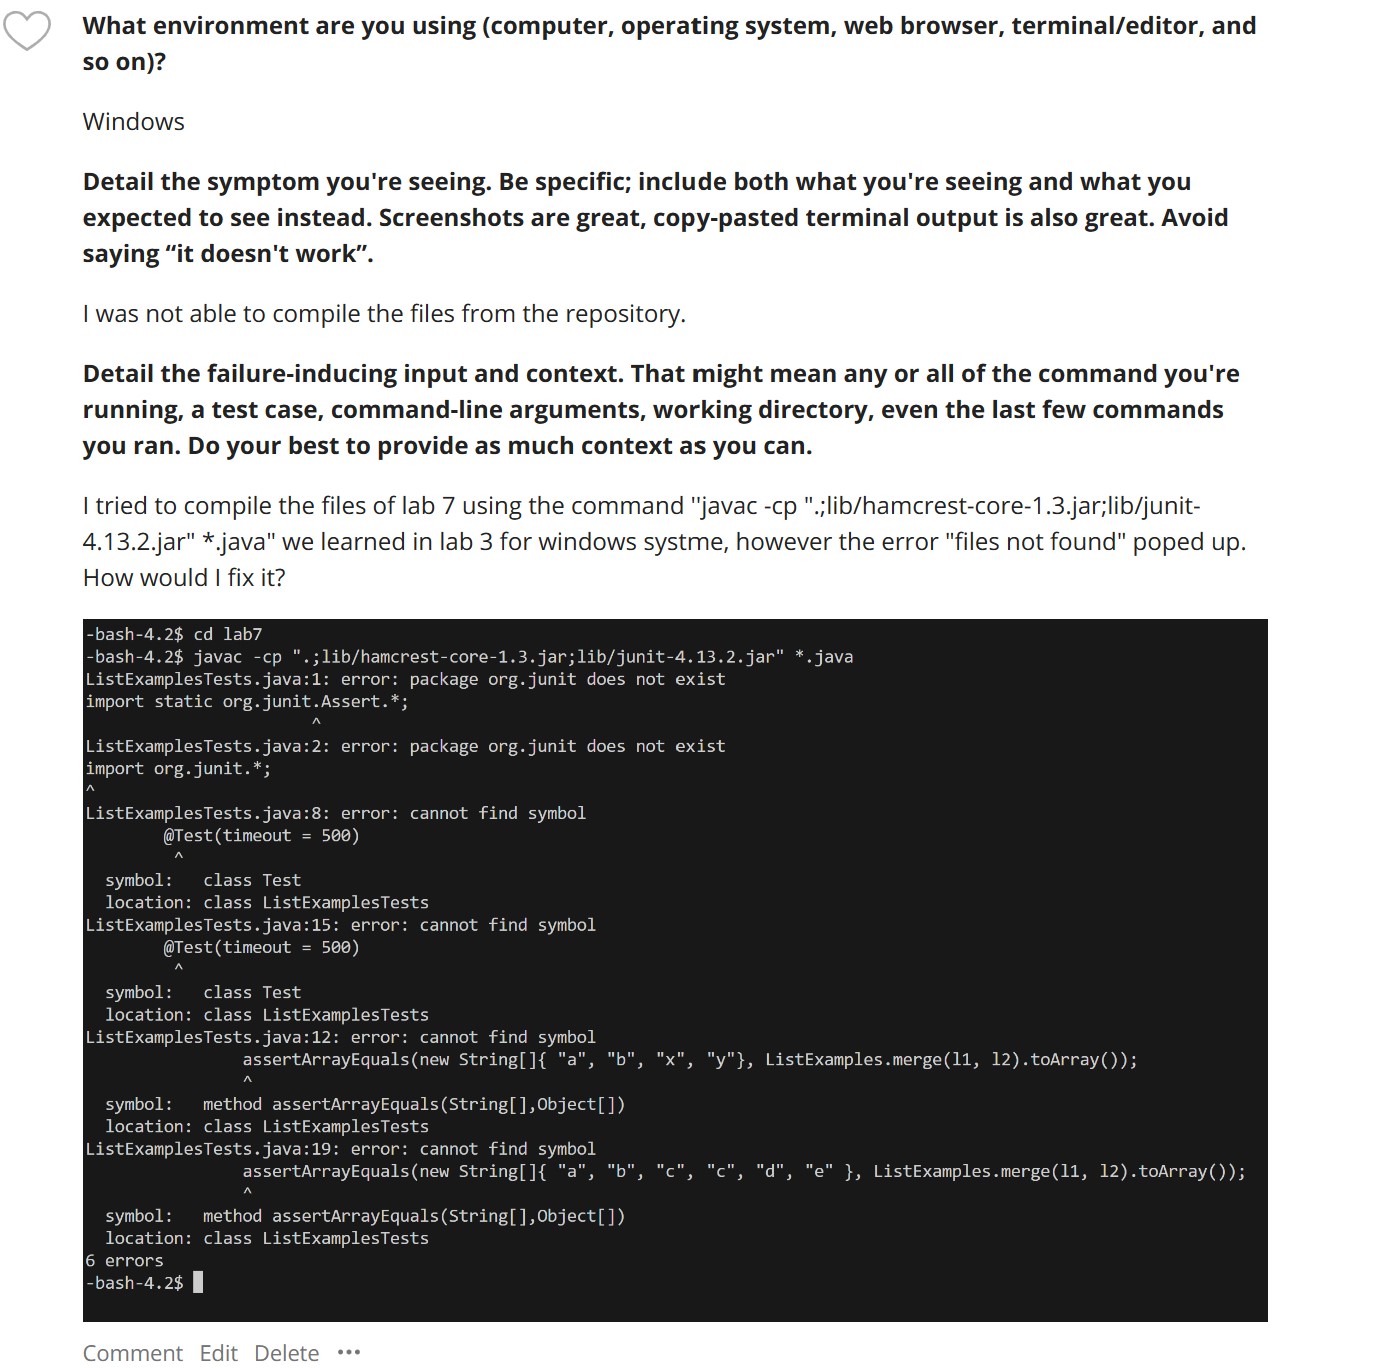 What environment are you using (computer, operating system, web browser, terminal/editor, and
so on)?
Windows
Detail the symptom you're seeing. Be specific; include both what you're seeing and what you
expected to see instead. Screenshots are great, copy-pasted terminal output is also great. Avoid
saying “it doesn't work”.
I was not able to compile the files from the repository.
Detail the failure-inducing input and context. That might mean any or all of the command you're
running, a test case, command-line arguments, working directory, even the last few commands
you ran. Do your best to provide as much context as you can.
I tried to compile the files of lab 7 using the command "javac -cp ".;lib/hamcrest-core-1.3.jar;lib/junit-
4.13.2.jar" *.java" we learned in lab 3 for windows systme, however the error "files not found" poped up.
How would I fix it?
-bash-4.2$ cd lab7
-bash-4.2$ javac -cp ".;lib/hamcrest-core-1.3.jar;lib/junit-4.13.2.jar" *.java
ListExamplesTests.java:1: error: package org.junit does not exist
import static org.junit.Assert.*;
^
ListExamplesTests.java:2: error: package org.junit does not exist
import org.junit.*;
^
ListExamplesTests.java:8: error: cannot find symbol
@Test(timeout = 500)
^
symbol:   class Test
location: class ListExamplesTests
ListExamplesTests.java:15: error: cannot find symbol
@Test(timeout = 500)
^
symbol:   class Test
location: class ListExamplesTests
ListExamplesTests.java:12: error: cannot find symbol
assertArrayEquals(new String[]{ "a", "b", "x", "y"}, ListExamples.merge(l1, l2).toArray());
^
symbol:   method assertArrayEquals(String[],Object[])
location: class ListExamplesTests
ListExamplesTests.java:19: error: cannot find symbol
assertArrayEquals(new String[]{ "a", "b", "c", "c", "d", "e" }, ListExamples.merge(l1, l2).toArray());
^
symbol:   method assertArrayEquals(String[],Object[])
location: class ListExamplesTests
6 errors
-bash-4.2$
Comment Edit Delete ···